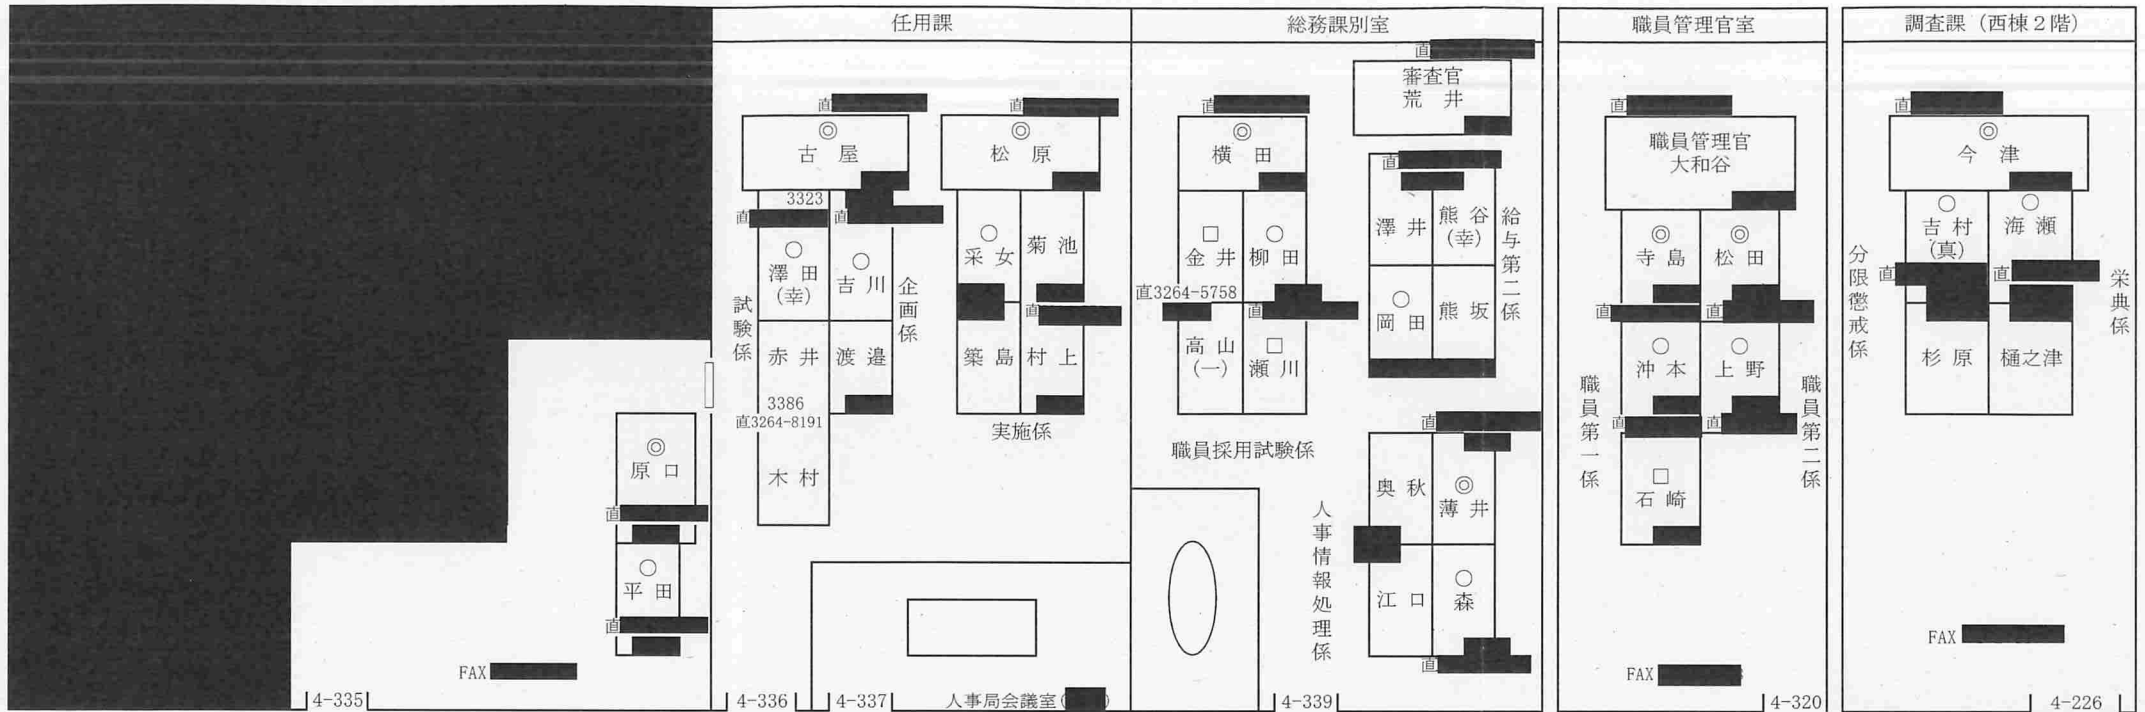 任用課
総務課別室
職員管理官室
調査課（西棟２階）
原 口
直
平 田
直
FAX
4-335
直
◎
古 屋
3323
直
直
○
澤 田
(幸)
○
吉 川
試験係
企画係
赤 井
渡 邉
3386
直3264-8191
木 村
直
◎
松 原
○
采 女
菊 池
直
築 島
村 上
実施係
人事局会議室
4-336
4-337
直
◎
横 田
□
金 井
○
柳 田
直3264-5758
直
高 山
(一)
□
瀬 川
職員採用試験係
直
審査官
荒 井
直
澤 井
熊 谷
(幸)
給与第二係
○
岡 田
熊 坂
直
奥 秋
◎
薄 井
人事情報処理係
江 口
○
森
直
4-339
直
職員管理官
大和谷
◎
寺 島
◎
松 田
直
直
○
沖 本
○
上 野
職員第一係
職員第二係
直
直
□
石 崎
FAX
4-320
直
◎
今 津
○
吉 村
(真)
○
海 瀬
分限懲戒係
栄典係
直
直
杉 原
樋之津
FAX
4-226